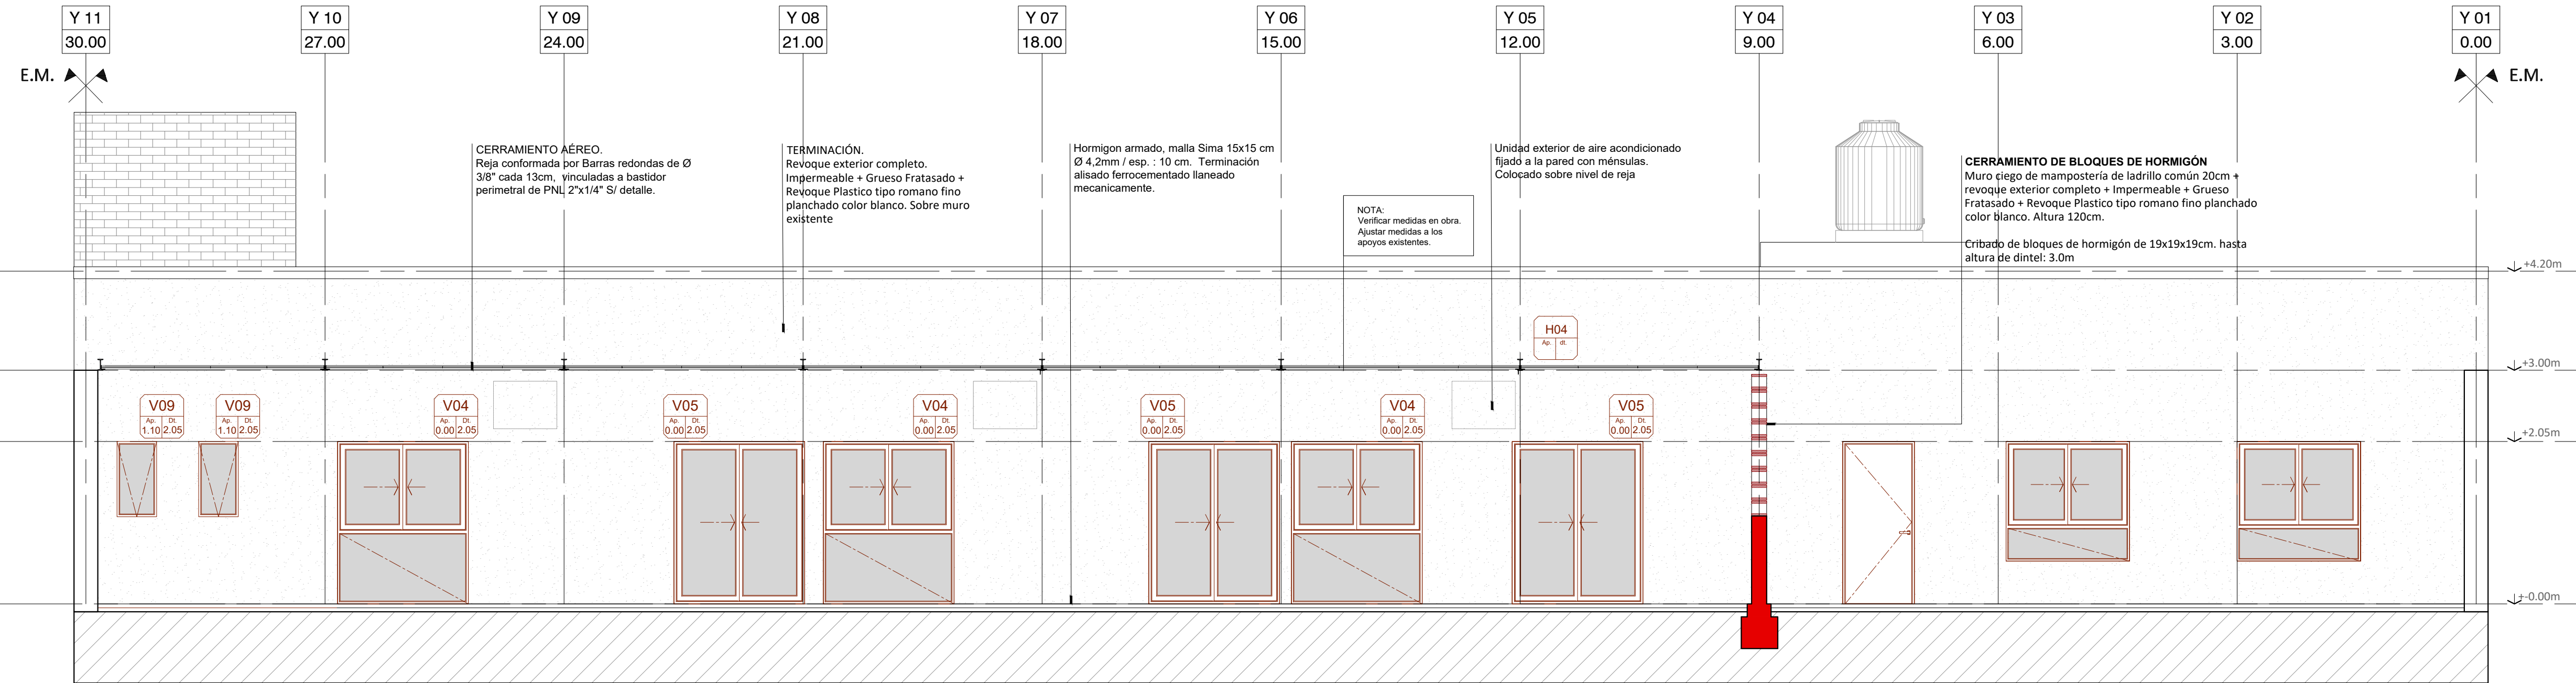 Y 11
30.00
Y 10
27.00
Y 09
24.00
Y 08
21.00
Y 07
18.00
Y 06
15.00
Y 05
12.00
Y 04
9.00
Y 03
6.00
Y 02
3.00
Y 01
0.00
E.M.
E.M.
CERRAMIENTO AÉREO.
Reja conformada por Barras redondas de Ø
3/8" cada 13cm, vinculadas a bastidor
perimetral de PNL 2"x1/4" S/ detalle.
TERMINACIÓN.
Revoque exterior completo.
Impermeable + Grueso Fratasado +
Revoque Plastico tipo romano fino
planchado color blanco. Sobre muro
existente
Hormigon armado, malla Sima 15x15 cm
Ø 4,2mm / esp. : 10 cm. Terminación
alisado ferrocementado llaneado
mecanicamente.
NOTA:
Verificar medidas en obra.
Ajustar medidas a los
apoyos existentes.
Unidad exterior de aire acondicionado
fijado a la pared con ménsulas.
Colocado sobre nivel de reja
CERRAMIENTO DE BLOQUES DE HORMIGÓN
Muro ciego de mampostería de ladrillo común 20cm +
revoque exterior completo + Impermeable + Grueso
Fratasado + Revoque Plastico tipo romano fino planchado
color blanco. Altura 120cm.
Cribado de bloques de hormigón de 19x19x19cm. hasta
altura de dintel: 3.0m
+4.20m
H04
Ap. dt.
+3.00m
V09
Ap. Dt.
1.10 2.05
V09
Ap. Dt.
1.10 2.05
V04
Ap. Dt.
0.00 2.05
V05
Ap. Dt.
0.00 2.05
V04
Ap. Dt.
0.00 2.05
V05
Ap. Dt.
0.00 2.05
V04
Ap. Dt.
0.00 2.05
V05
Ap. Dt.
0.00 2.05
+2.05m
+-0.00m